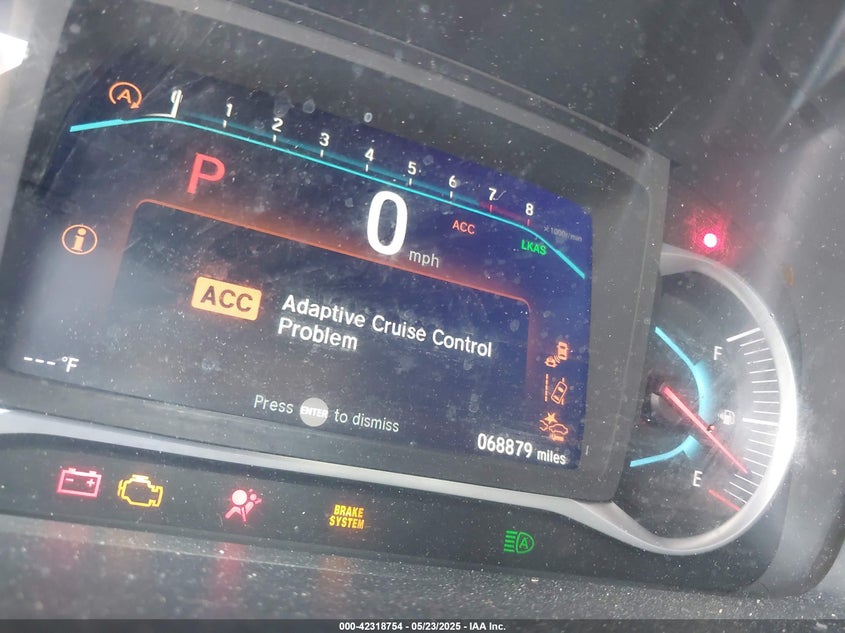 A
0 1 2 3 4 5 6 7 8
x1000r/min
P
0 mph
ACC
LKAS
i
ACC
Adaptive Cruise Control
Problem
---°F
Press ENTER to dismiss
068879 miles
F
E
BRAKE
SYSTEM
A
000-42318754 - 05/23/2025 - IAA Inc.